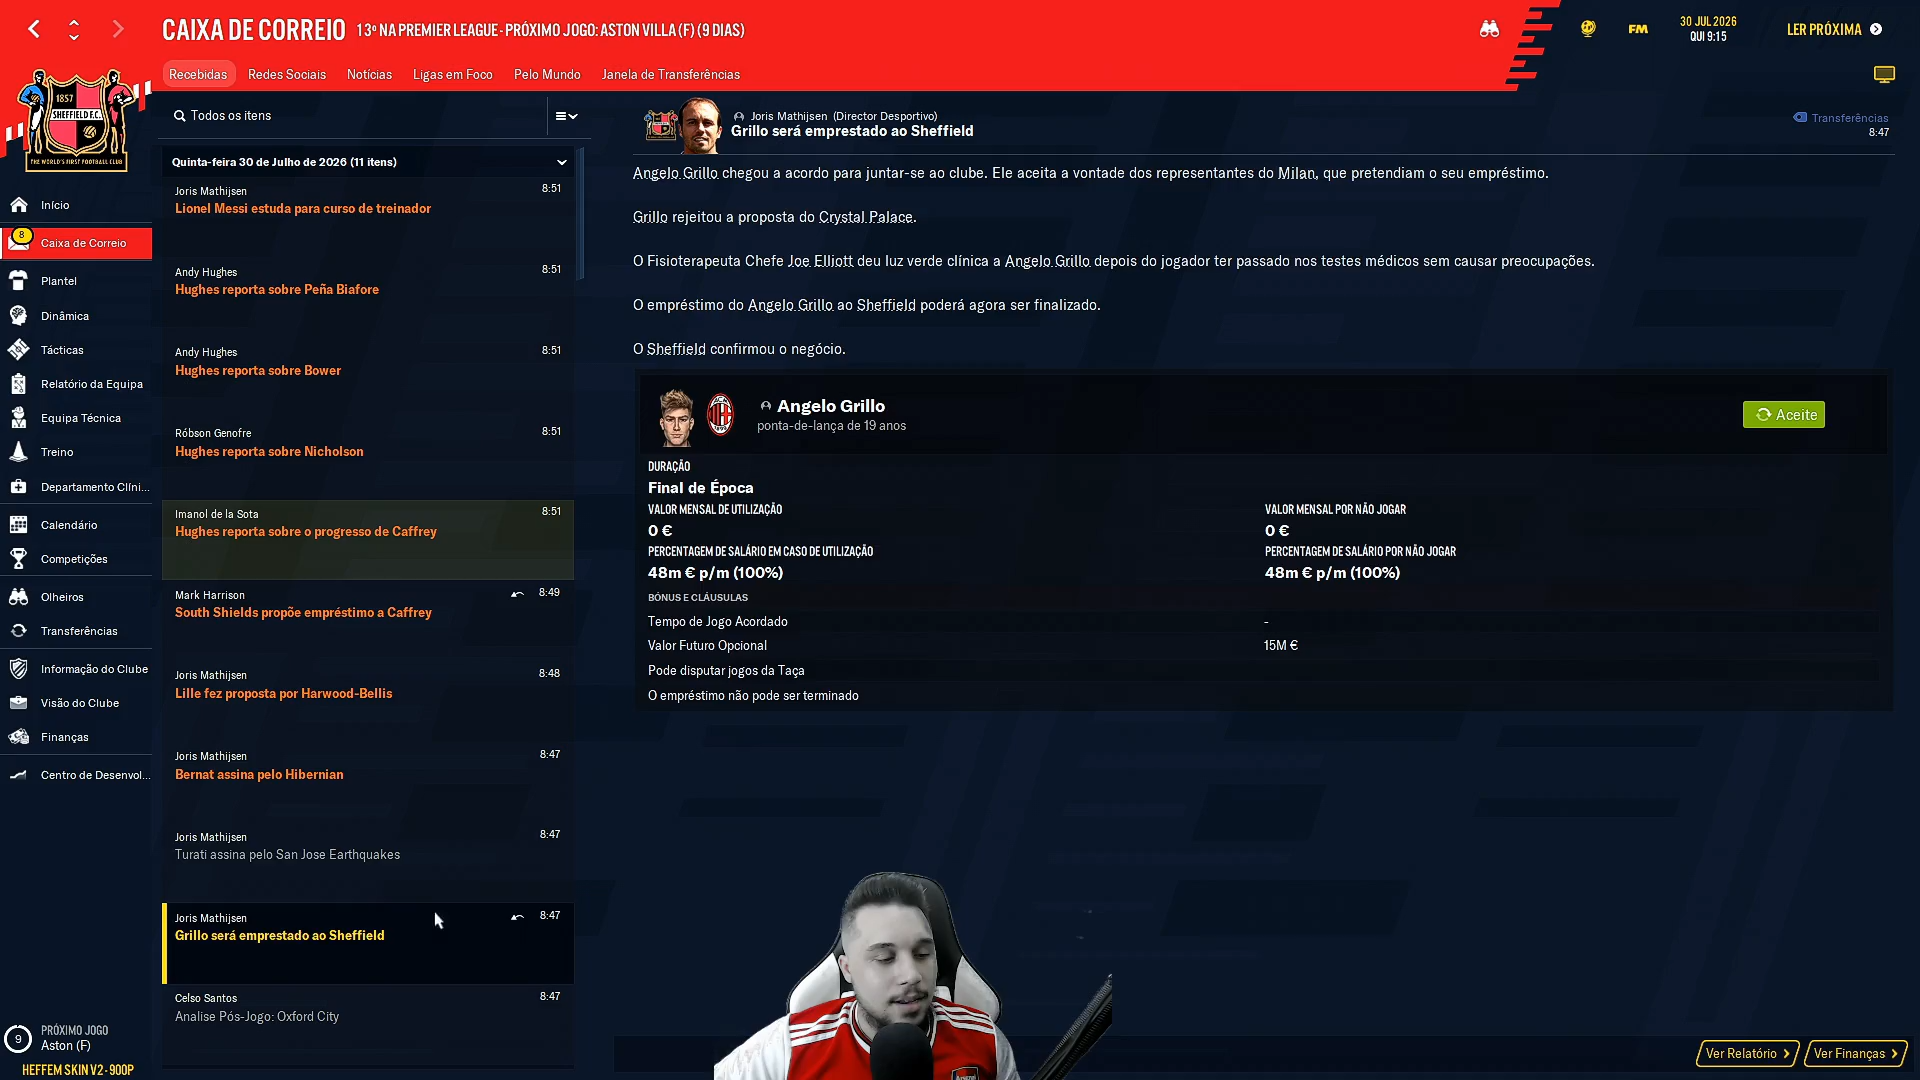 CAIXA DE CORREIO
13º NA PREMIER LEAGUE - PRÓXIMO JOGO: ASTON VILLA (F) (9 DIAS)
FM
30 JUL 2026
QUI 9:15
LER PRÓXIMA
Recebidas
Redes Sociais
Notícias
Ligas em Foco
Pelo Mundo
Janela de Transferências
1857
SHEFFIELD F.C.
THE WORLD'S FIRST FOOTBALL CLUB
Início
8
Caixa de Correio
Plantel
Dinâmica
Tácticas
Relatório da Equipa
Equipa Técnica
Treino
Departamento Clíni...
Calendário
Competições
Olheiros
Transferências
Informação do Clube
Visão do Clube
Finanças
Centro de Desenvol...
9
PRÓXIMO JOGO
Aston (F)
HEFFEM SKIN V2 - 900P
Todos os itens
Quinta-feira 30 de Julho de 2026 (11 itens)
Joris Mathijsen 8:51
Lionel Messi estuda para curso de treinador
Andy Hughes 8:51
Hughes reporta sobre Peña Biafore
Andy Hughes 8:51
Hughes reporta sobre Bower
Róbson Genofre 8:51
Hughes reporta sobre Nicholson
Imanol de la Sota 8:51
Hughes reporta sobre o progresso de Caffrey
Mark Harrison 8:49
South Shields propõe empréstimo a Caffrey
Joris Mathijsen 8:48
Lille fez proposta por Harwood-Bellis
Joris Mathijsen 8:47
Bernat assina pelo Hibernian
Joris Mathijsen 8:47
Turati assina pelo San Jose Earthquakes
Joris Mathijsen 8:47
Grillo será emprestado ao Sheffield
Celso Santos 8:47
Analise Pós-Jogo: Oxford City
Joris Mathijsen (Director Desportivo)
Grillo será emprestado ao Sheffield
Transferências
8:47
Angelo Grillo chegou a acordo para juntar-se ao clube. Ele aceita a vontade dos representantes do Milan, que pretendiam o seu empréstimo.
Grillo rejeitou a proposta do Crystal Palace.
O Fisioterapeuta Chefe Joe Elliott deu luz verde clínica a Angelo Grillo depois do jogador ter passado nos testes médicos sem causar preocupações.
O empréstimo do Angelo Grillo ao Sheffield poderá agora ser finalizado.
O Sheffield confirmou o negócio.
Angelo Grillo
ponta-de-lança de 19 anos
Aceite
DURAÇÃO
Final de Época
VALOR MENSAL DE UTILIZAÇÃO VALOR MENSAL POR NÃO JOGAR
0 € 0 €
PERCENTAGEM DE SALÁRIO EM CASO DE UTILIZAÇÃO PERCENTAGEM DE SALÁRIO POR NÃO JOGAR
48m € p/m (100%) 48m € p/m (100%)
BÓNUS E CLÁUSULAS
Tempo de Jogo Acordado -
Valor Futuro Opcional 15M €
Pode disputar jogos da Taça
O empréstimo não pode ser terminado
Arsenal
Ver Relatório
Ver Finanças